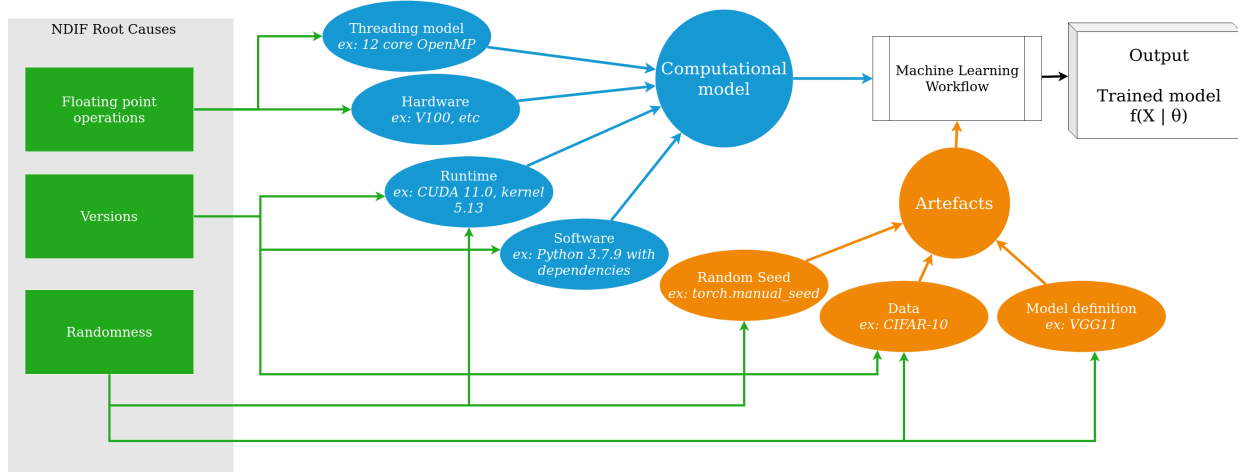 NDIF Root Causes
Floating point
operations
Versions
Randomness
Threading model
ex: 12 core OpenMP
Hardware
ex: V100, etc
Runtime
ex: CUDA 11.0, kernel
5.13
Software
ex: Python 3.7.9 with
dependencies
Computational
model
Random Seed
ex: torch.manual_seed
Data
ex: CIFAR-10
Model definition
ex: VGG11
Artefacts
Machine Learning
Workflow
Output
Trained model
f(X | θ)